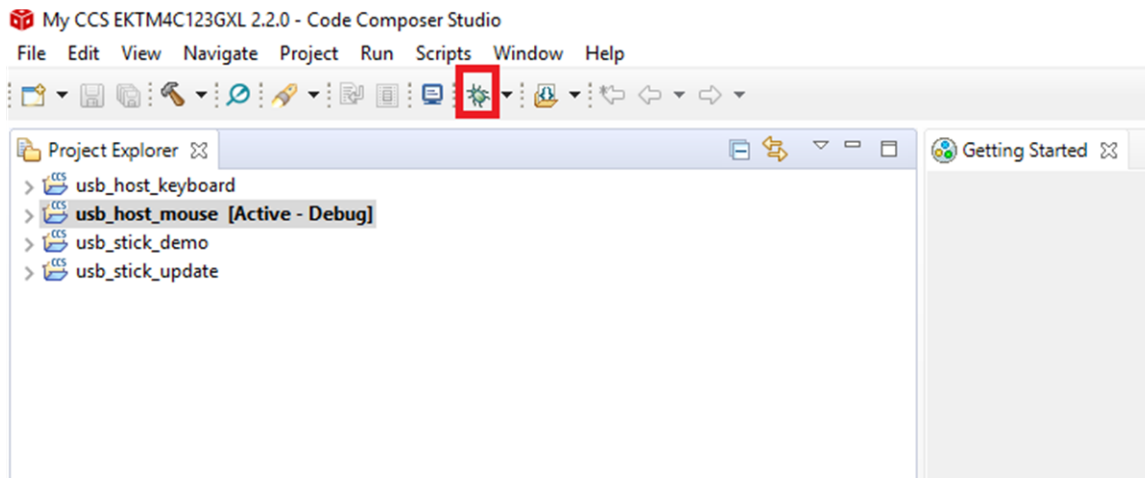 My CCS EKTM4C123GXL 2.2.0 - Code Composer Studio
File Edit View Navigate Project Run Scripts Window Help
Project Explorer
Getting Started
usb_host_keyboard
usb_host_mouse [Active - Debug]
usb_stick_demo
usb_stick_update